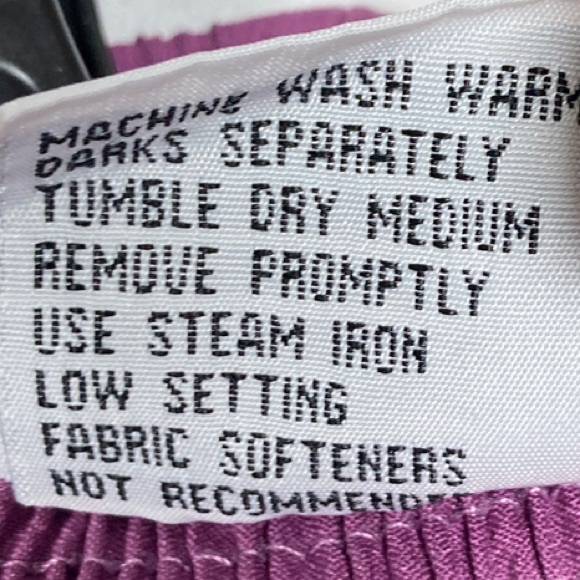 MACHINE WASH WARM
DARKS SEPARATELY
TUMBLE DRY MEDIUM
REMOVE PROMPTLY
USE STEAM IRON
LOW SETTING
FABRIC SOFTENERS
NOT RECOMMENDED